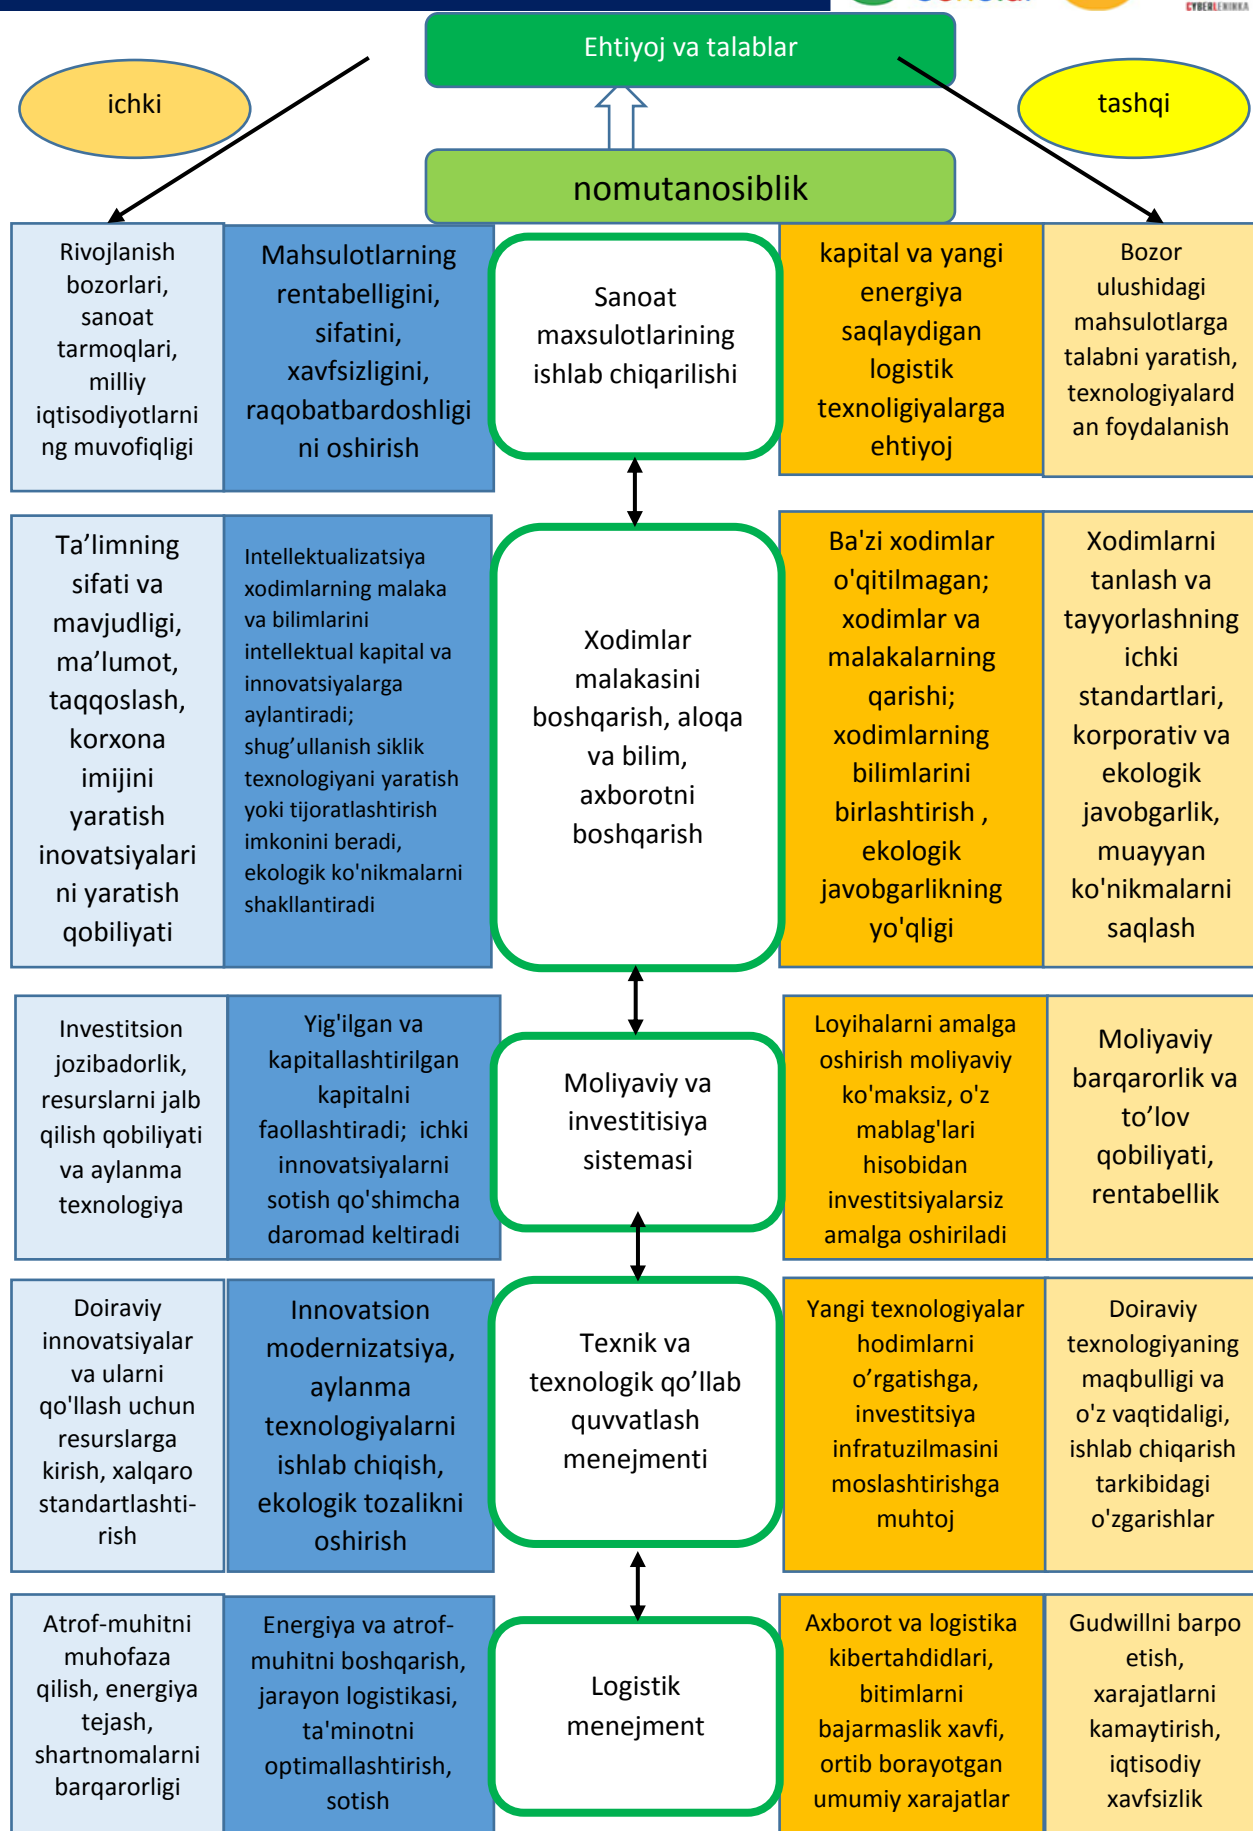 CYBERLENINKA
Ehtiyoj va talablar
ichki
tashqi
nomutanosiblik
Rivojlanish
bozorlari,
sanoat
tarmoqlari,
milliy
iqtisodiyotlarni
ng muvofiqligi
Mahsulotlarning
rentabelligini,
sifatini,
xavfsizligini,
raqobatbardoshligi
ni oshirish
Sanoat
maxsulotlarining
ishlab chiqarilishi
kapital va yangi
energiya
saqlaydigan
logistik
texnoligiyalarga
ehtiyoj
Bozor
ulushidagi
mahsulotlarga
talabni yaratish,
texnologiyalard
an foydalanish
Ta’limning
sifati va
mavjudligi,
ma’lumot,
taqqoslash,
korxona
imijini
yaratish
inovatsiyalari
ni yaratish
qobiliyati
Intellektualizatsiya
xodimlarning malaka
va bilimlarini
intellektual kapital va
innovatsiyalarga
aylantiradi;
shug’ullanish siklik
texnologiyani yaratish
yoki tijoratlashtirish
imkonini beradi,
ekologik ko'nikmalarni
shakllantiradi
Xodimlar
malakasini
boshqarish, aloqa
va bilim,
axborotni
boshqarish
Ba'zi xodimlar
o'qitilmagan;
xodimlar va
malakalarning
qarishi;
xodimlarning
bilimlarini
birlashtirish ,
ekologik
javobgarlikning
yo'qligi
Xodimlarni
tanlash va
tayyorlashning
ichki
standartlari,
korporativ va
ekologik
javobgarlik,
muayyan
ko'nikmalarni
saqlash
Investitsion
jozibadorlik,
resurslarni jalb
qilish qobiliyati
va aylanma
texnologiya
Yig'ilgan va
kapitallashtirilgan
kapitalni
faollashtiradi; ichki
innovatsiyalarni
sotish qo'shimcha
daromad keltiradi
Moliyaviy va
investitisiya
sistemasi
Loyihalarni amalga
oshirish moliyaviy
ko'maksiz, o'z
mablag'lari
hisobidan
investitsiyalarsiz
amalga oshiriladi
Moliyaviy
barqarorlik va
to’lov
qobiliyati,
rentabellik
Doiraviy
innovatsiyalar
va ularni
qo'llash uchun
resurslarga
kirish, xalqaro
standartlashti-
rish
Innovatsion
modernizatsiya,
aylanma
texnologiyalarni
ishlab chiqish,
ekologik tozalikni
oshirish
Texnik va
texnologik qo’llab
quvvatlash
menejmenti
Yangi texnologiyalar
hodimlarni
o’rgatishga,
investitsiya
infratuzilmasini
moslashtirishga
muhtoj
Doiraviy
texnologiyaning
maqbulligi va
o'z vaqtidaligi,
ishlab chiqarish
tarkibidagi
o'zgarishlar
Atrof-muhitni
muhofaza
qilish, energiya
tejash,
shartnomalarni
barqarorligi
Energiya va atrof-
muhitni boshqarish,
jarayon logistikasi,
ta'minotni
optimallashtirish,
sotish
Logistik
menejment
Axborot va logistika
kibertahdidlari,
bitimlarni
bajarmaslik xavfi,
ortib borayotgan
umumiy xarajatlar
Gudwillni barpo
etish,
xarajatlarni
kamaytirish,
iqtisodiy
xavfsizlik